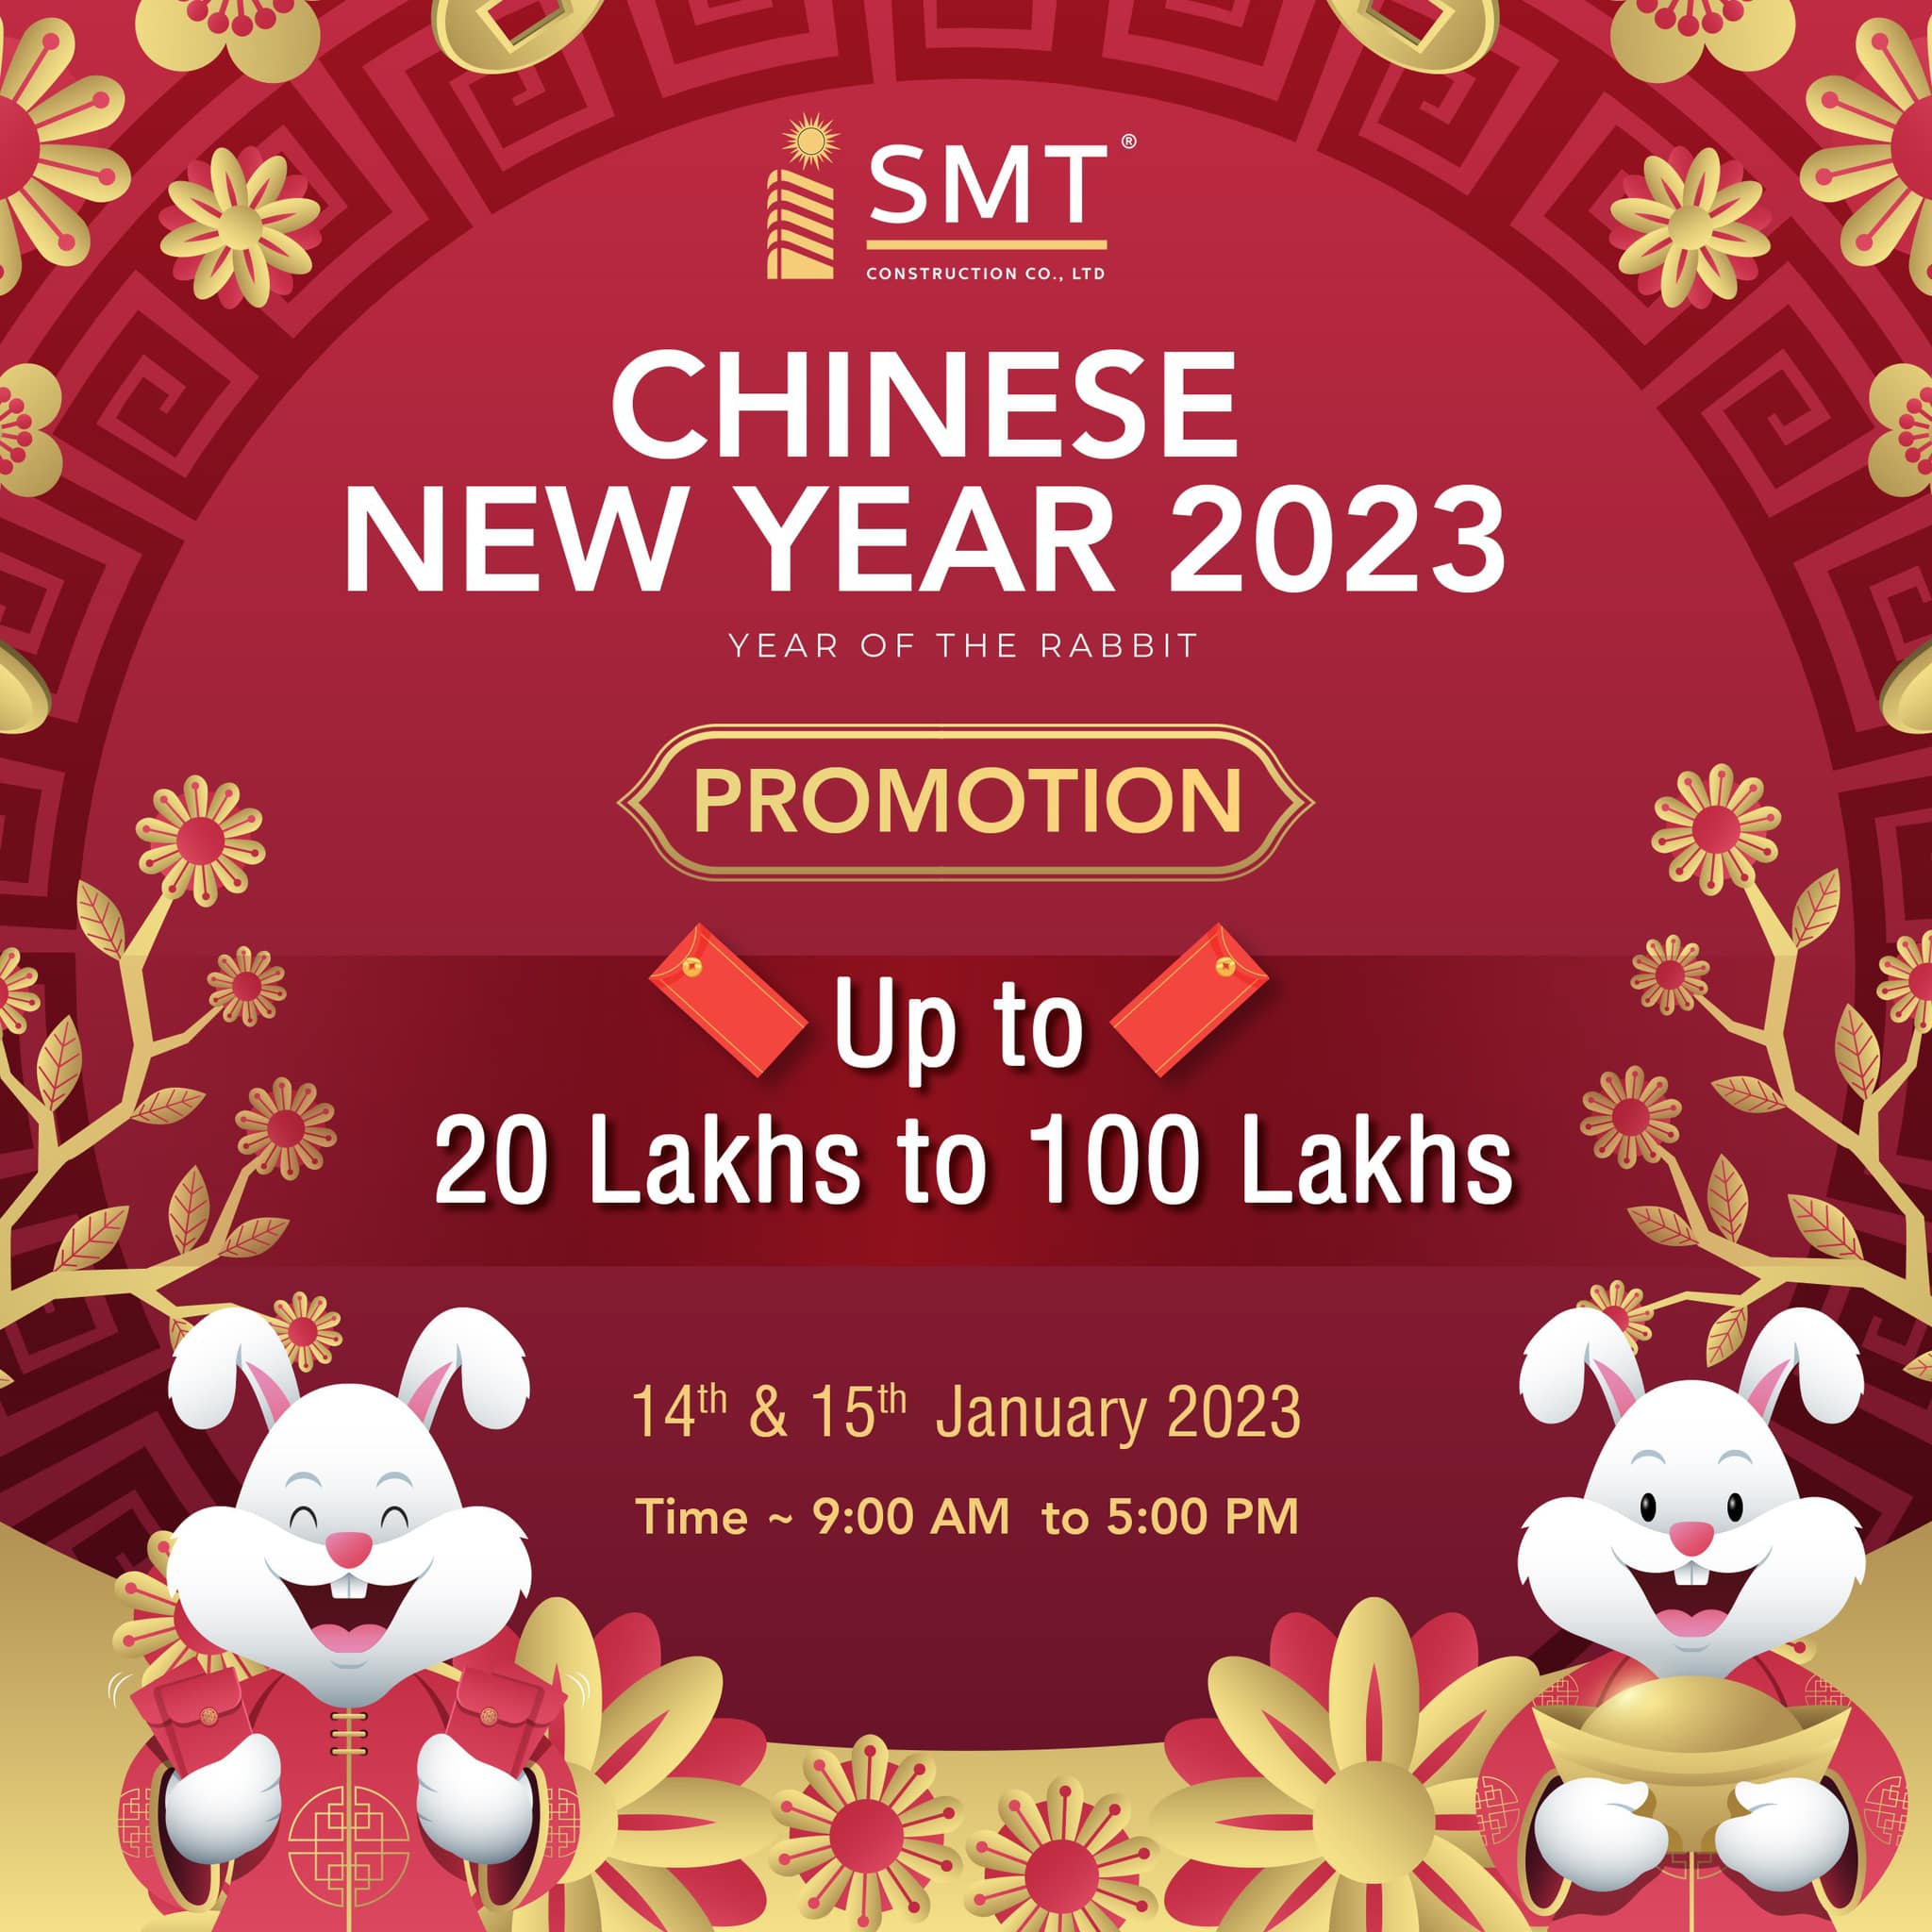 SMT®
CONSTRUCTION CO., LTD
CHINESE
NEW YEAR 2023
YEAR OF THE RABBIT
PROMOTION
Up to
20 Lakhs to 100 Lakhs
14th & 15th January 2023
Time ~ 9:00 AM to 5:00 PM